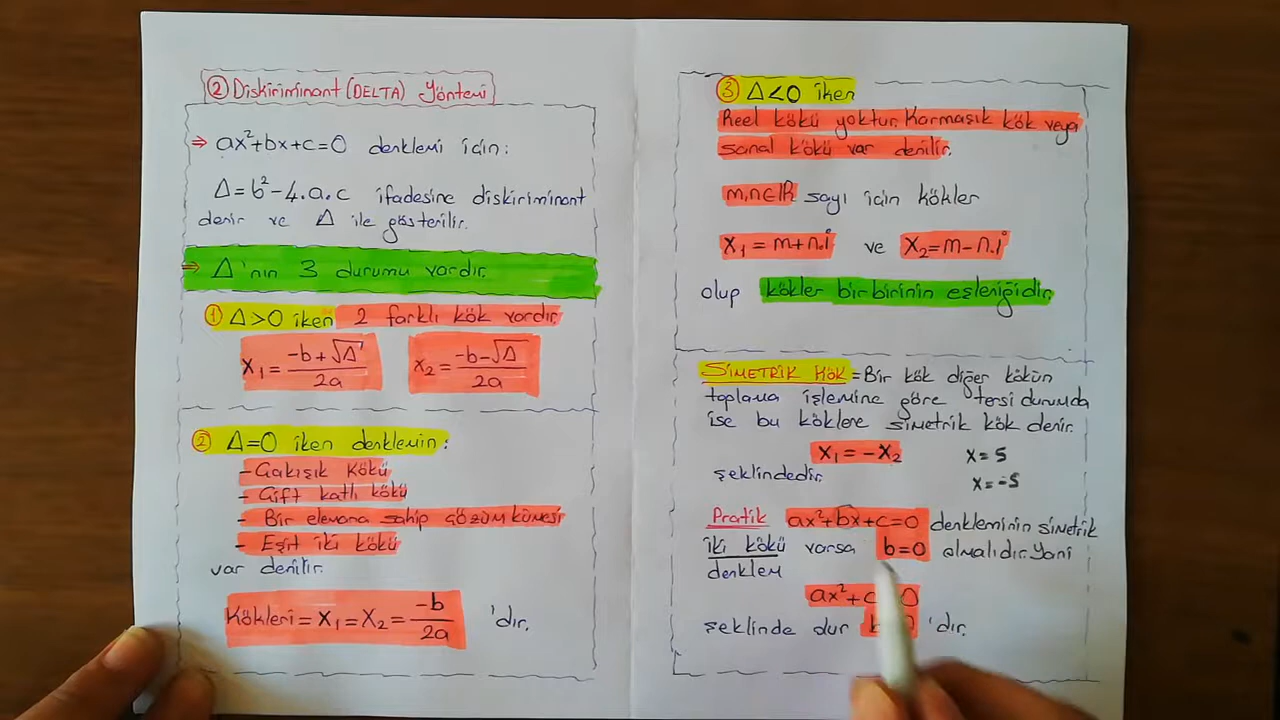 ② Diskiriminant (DELTA) Yöntemi
⇒ ax²+bx+c=0 denklemi için:
Δ=b²-4.a.c ifadesine diskiriminant
denir ve Δ ile gösterilir.
⇒ Δ'nın 3 durumu vardır.
① Δ>0 iken 2 farklı kök vardır.
x₁ = (-b+√Δ)/2a x₂ = (-b-√Δ)/2a
② Δ=0 iken denklemin:
- Çakışık Kökü
- Çift katlı kökü
- Bir elemana sahip çözüm kümesi
- Eşit iki kökü
var denilir.
Kökleri = x₁ = x₂ = -b/2a 'dır.
③ Δ<0 iken
Reel kökü yoktur. Karmaşık kök veya
sanal kökü var denilir.
m,n∈ℝ sayı için kökler
x₁ = m+n.i ve x₂=m-n.i
olup kökler birbirinin eşleniğidir.
SİMETRİK KÖK = Bir kök diğer kökün
toplama işlemine göre tersi durumda
ise bu köklere simetrik kök denir.
x₁ = -x₂ x=5
şeklindedir. x=-5
Pratik ax²+bx+c=0 denkleminin simetrik
iki kökü varsa b=0 olmalıdır. Yani
denklem
ax²+c 0
şeklinde dur 'dır.